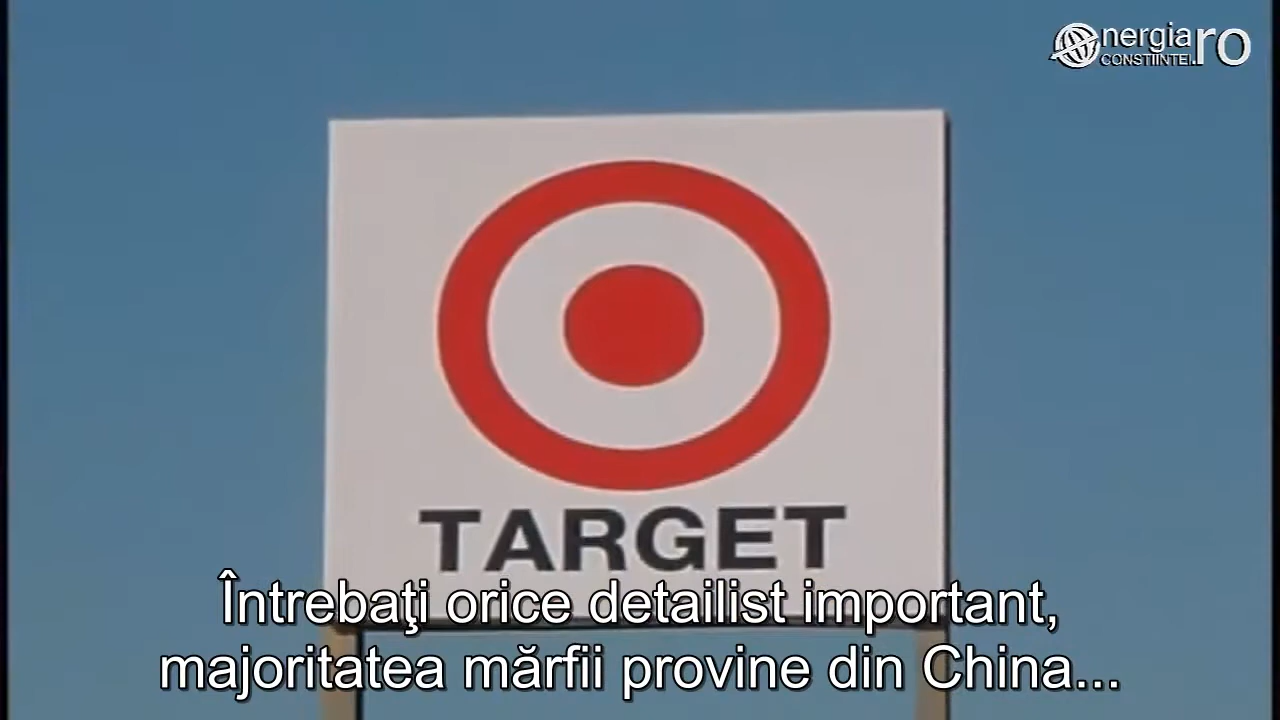 nergia
CONSTIINTEI.ro
TARGET
Întrebaţi orice detailist important,
majoritatea mărfii provine din China...